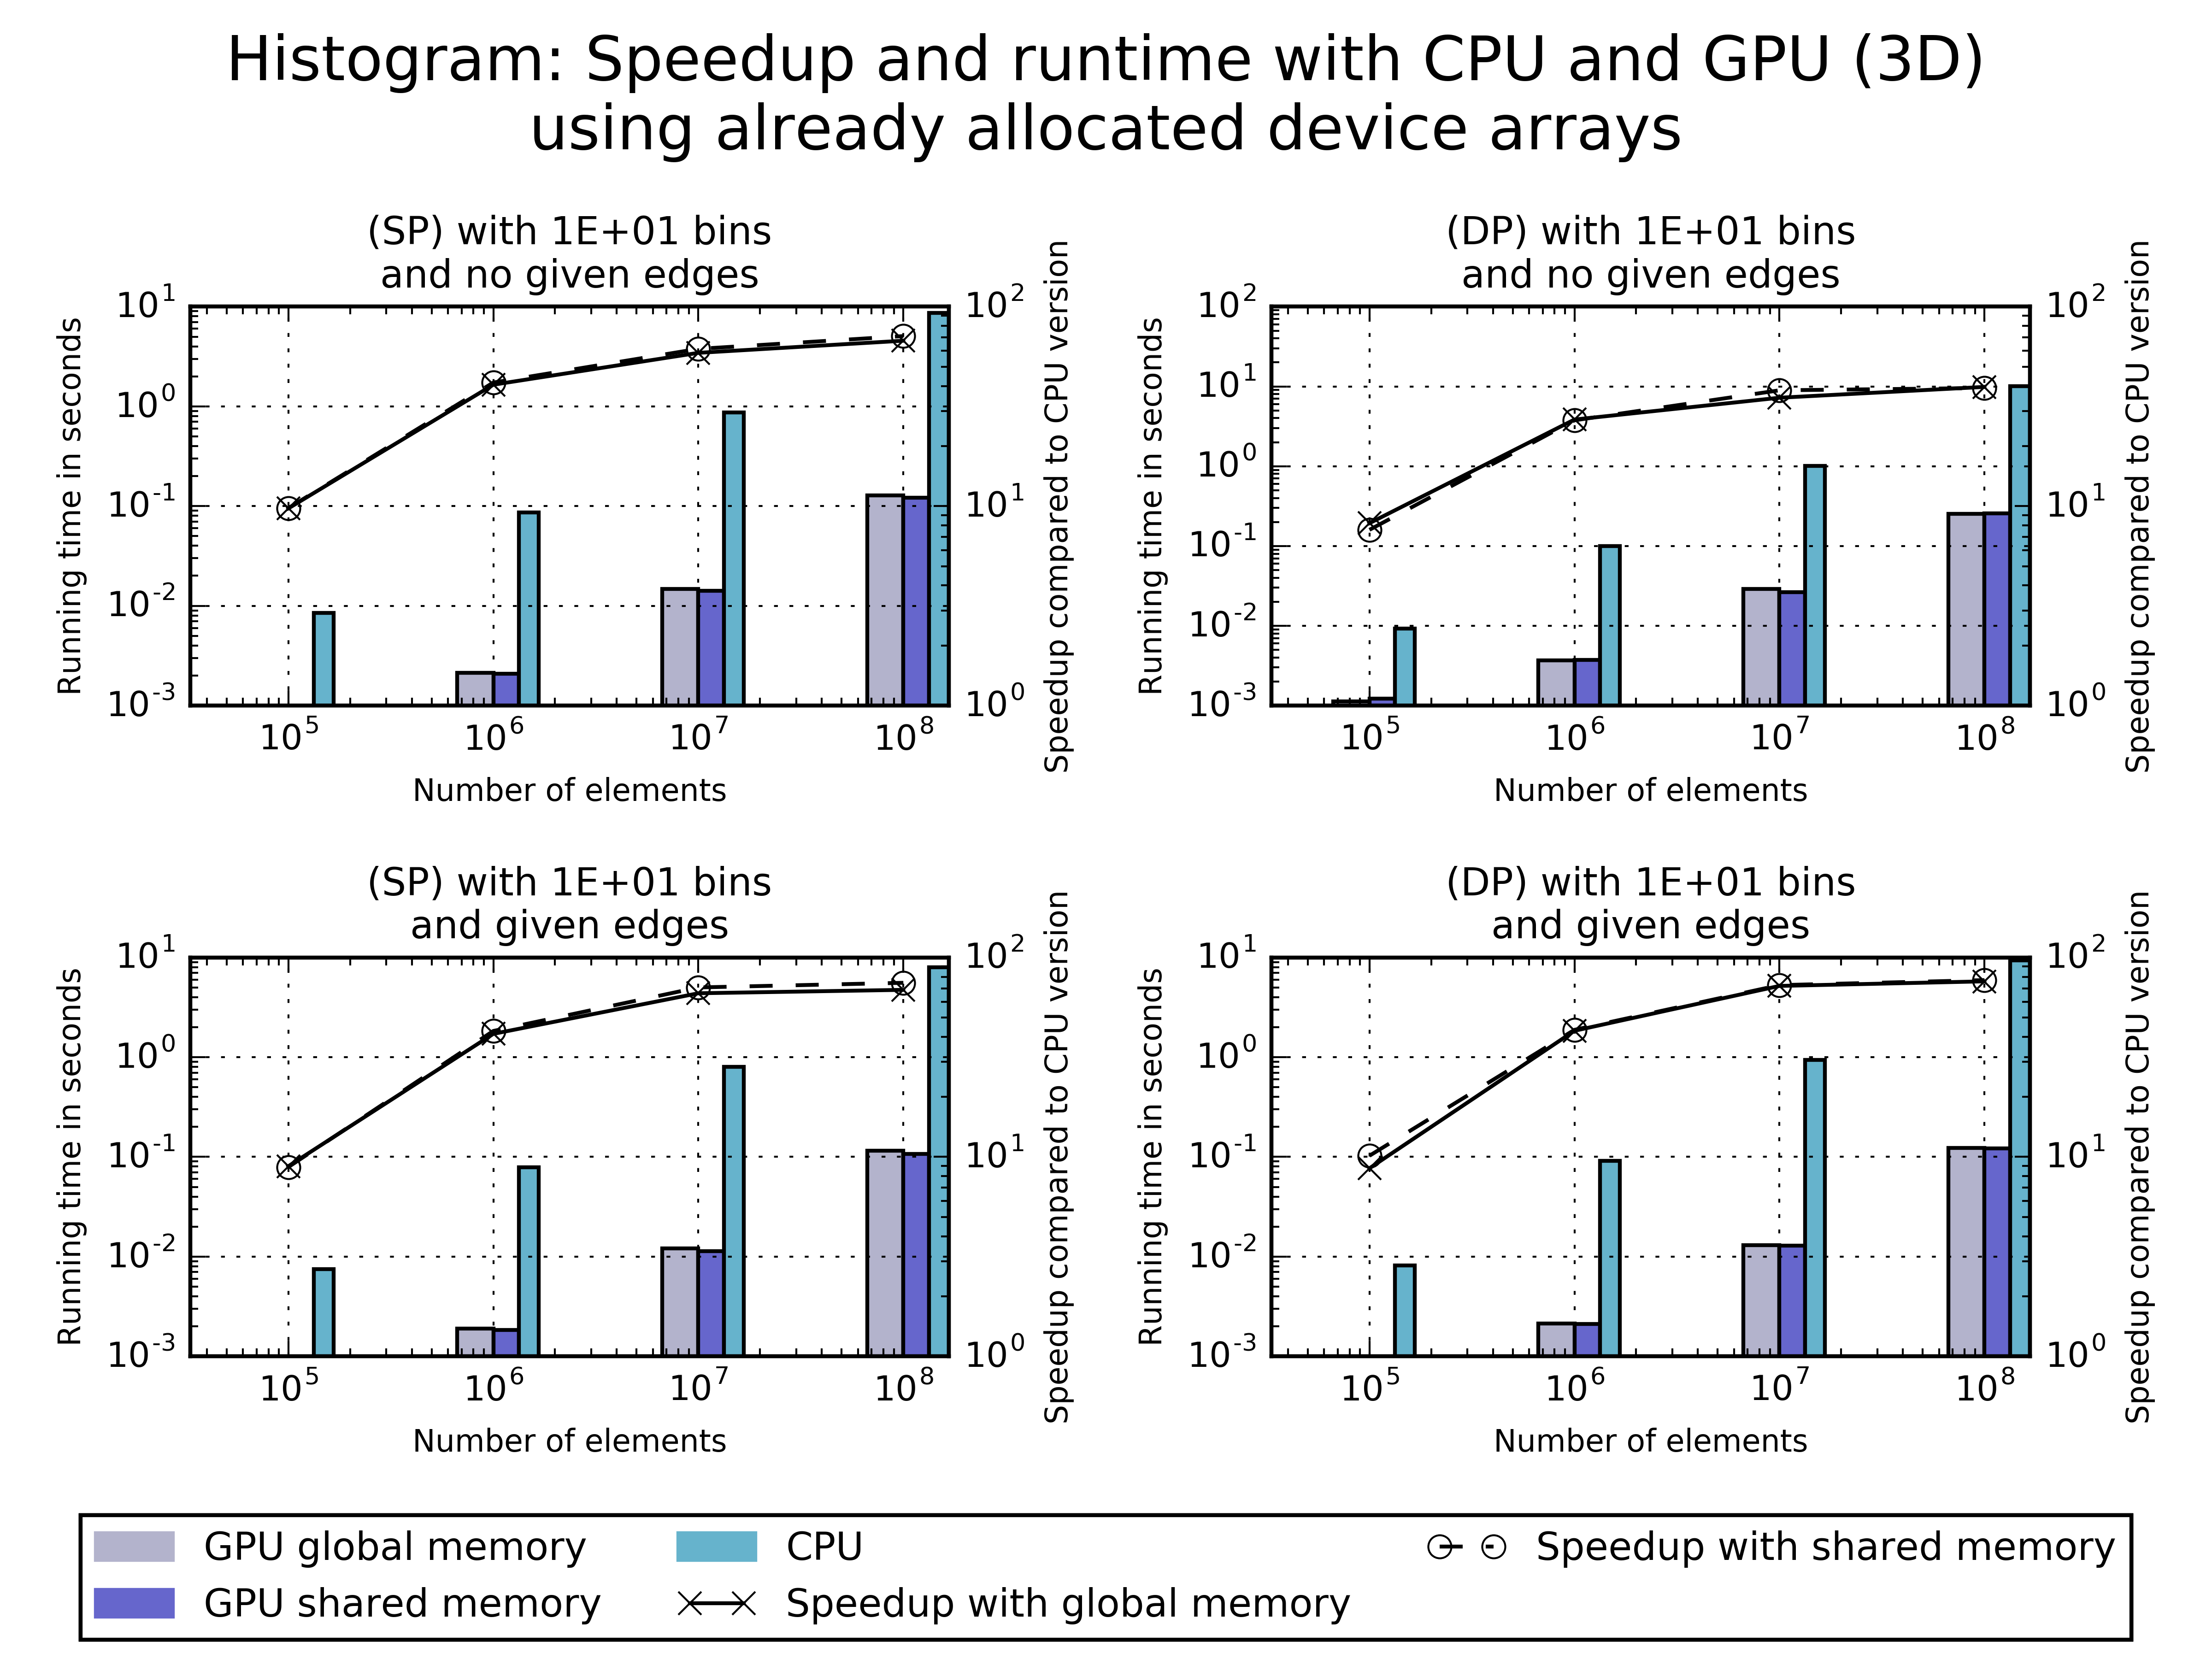 Histogram: Speedup and runtime with CPU and GPU (3D)
using already allocated device arrays
(SP) with 1E+01 bins
and no given edges
Running time in seconds
10^1
10^0
10^-1
10^-2
10^-3
10^5 10^6 10^7 10^8
Number of elements
10^2
10^1
10^0
Speedup compared to CPU version
(DP) with 1E+01 bins
and no given edges
Running time in seconds
10^2
10^1
10^0
10^-1
10^-2
10^-3
10^5 10^6 10^7 10^8
Number of elements
10^2
10^1
10^0
Speedup compared to CPU version
(SP) with 1E+01 bins
and given edges
Running time in seconds
10^1
10^0
10^-1
10^-2
10^-3
10^5 10^6 10^7 10^8
Number of elements
10^2
10^1
10^0
Speedup compared to CPU version
(DP) with 1E+01 bins
and given edges
Running time in seconds
10^1
10^0
10^-1
10^-2
10^-3
10^5 10^6 10^7 10^8
Number of elements
10^2
10^1
10^0
Speedup compared to CPU version
GPU global memory
GPU shared memory
CPU
Speedup with global memory
Speedup with shared memory